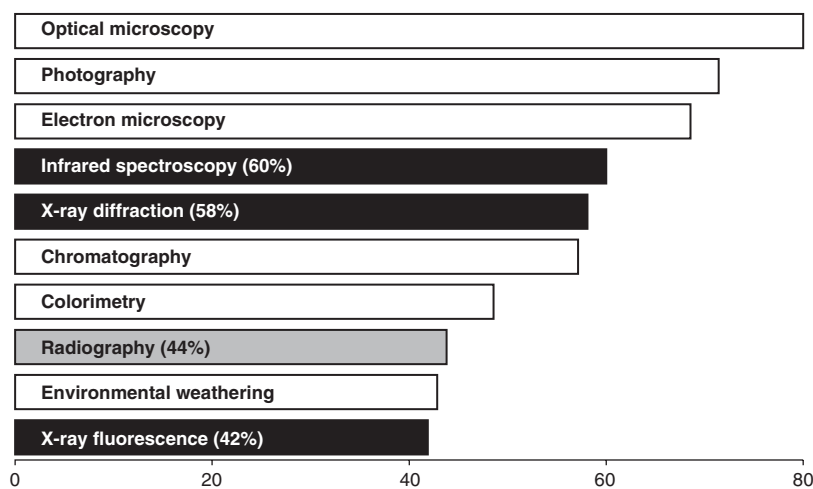 Optical microscopy
Photography
Electron microscopy
Infrared spectroscopy (60%)
X-ray diffraction (58%)
Chromatography
Colorimetry
Radiography (44%)
Environmental weathering
X-ray fluorescence (42%)
0 20 40 60 80